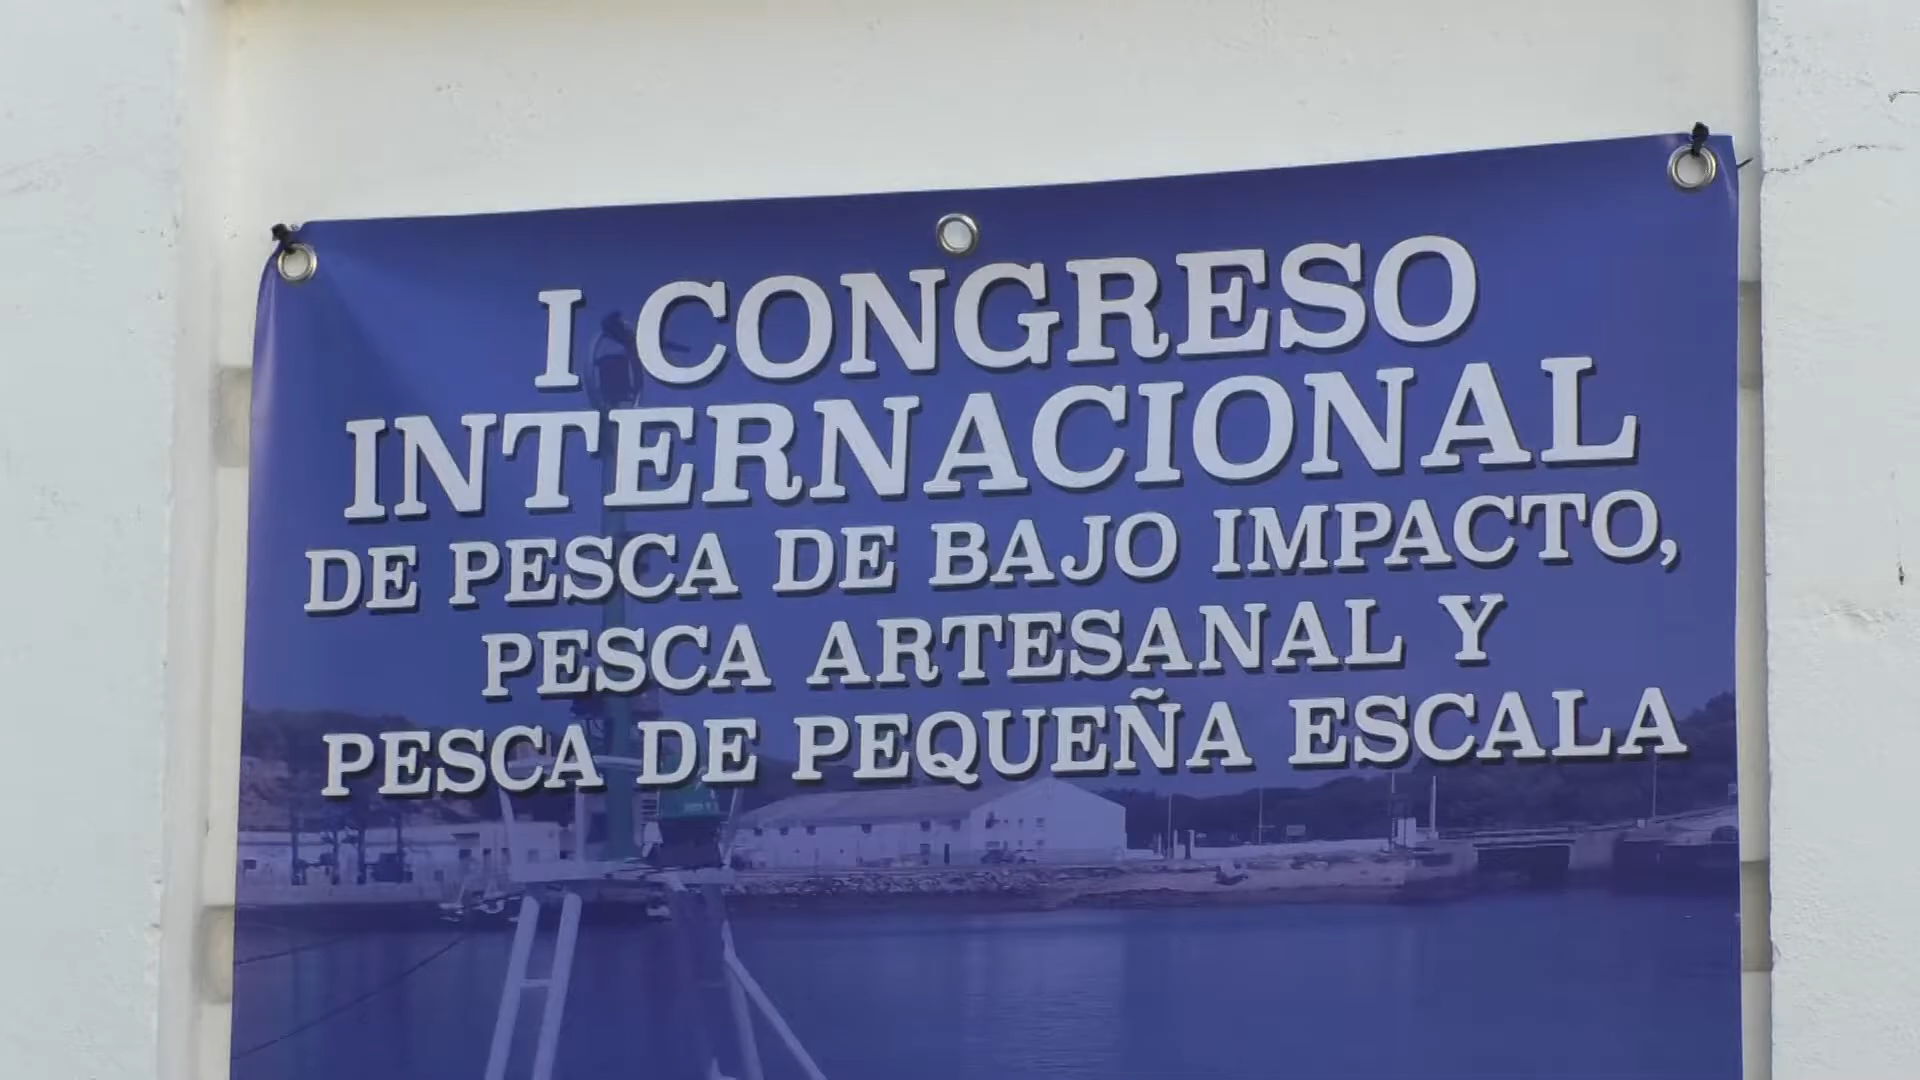 I CONGRESO
INTERNACIONAL
DE PESCA DE BAJO IMPACTO,
PESCA ARTESANAL Y
PESCA DE PEQUEÑA ESCALA